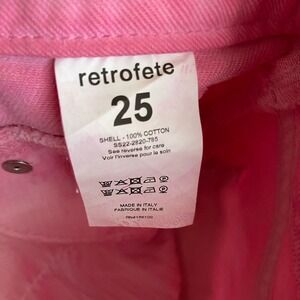 retrofete
25
SHELL - 100% COTTON
SS22-2820-785
See reverse for care
Voir l'inverse pour le soin
MADE IN ITALY
FABRIQUE EN ITALIE